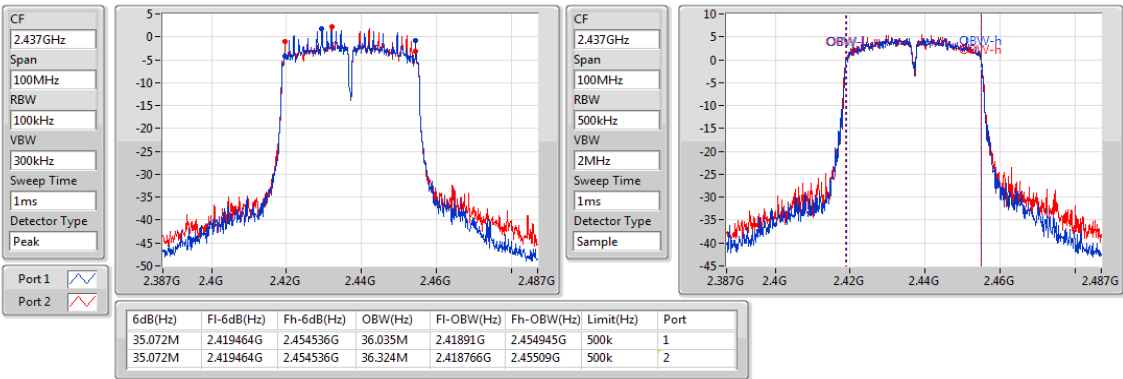 CF
2.437GHz
Span
100MHz
RBW
100kHz
VBW
300kHz
Sweep Time
1ms
Detector Type
Peak
Port 1
Port 2
5
0
-5
-10
-15
-20
-25
-30
-35
-40
-45
-50
2.387G 2.4G 2.42G 2.44G 2.46G 2.487G
CF
2.437GHz
Span
100MHz
RBW
500kHz
VBW
2MHz
Sweep Time
1ms
Detector Type
Sample
10
5
0
-5
-10
-15
-20
-25
-30
-35
-40
-45
OBW-l OBW-h
OBW-h
2.387G 2.4G 2.42G 2.44G 2.46G 2.487G
6dB(Hz) Fl-6dB(Hz) Fh-6dB(Hz) OBW(Hz) Fl-OBW(Hz) Fh-OBW(Hz) Limit(Hz) Port
35.072M 2.419464G 2.454536G 36.035M 2.41891G 2.454945G 500k 1
35.072M 2.419464G 2.454536G 36.324M 2.418766G 2.45509G 500k 2